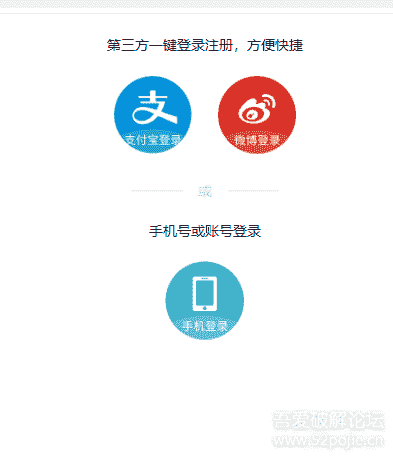 第三方一键登录注册，方便快捷
支
支付宝登录
微博登录
或
手机号或账号登录
手机登录
吾爱破解论坛
www.52pojie.cn